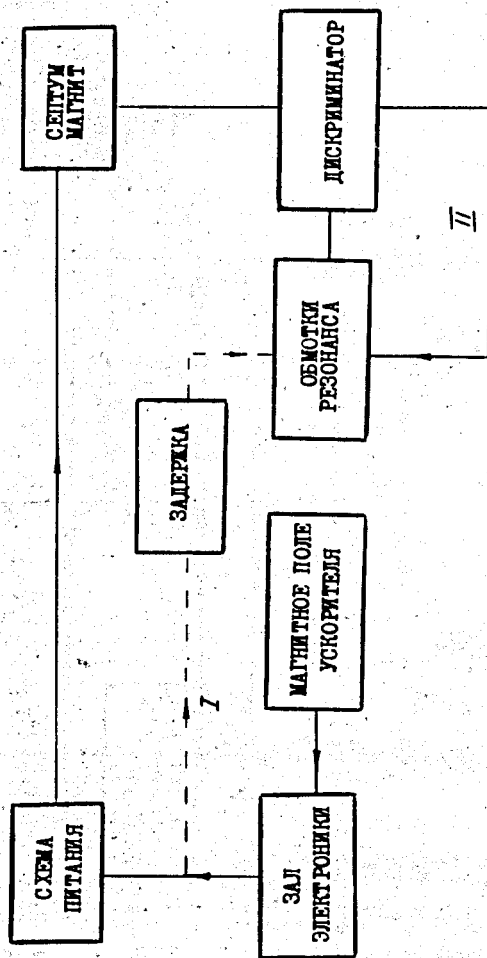 СХЕМА
ПИТАНИЯ
СЕПТУМ
МАГНИТ
ЗАДЕРЖКА
I
ЗАЛ
ЭЛЕКТРОНИКИ
МАГНИТНОЕ ПОЛЕ
УСКОРИТЕЛЯ
ОБМОТКИ
РЕЗОНАНСА
ДИСКРИМИНАТОР
II